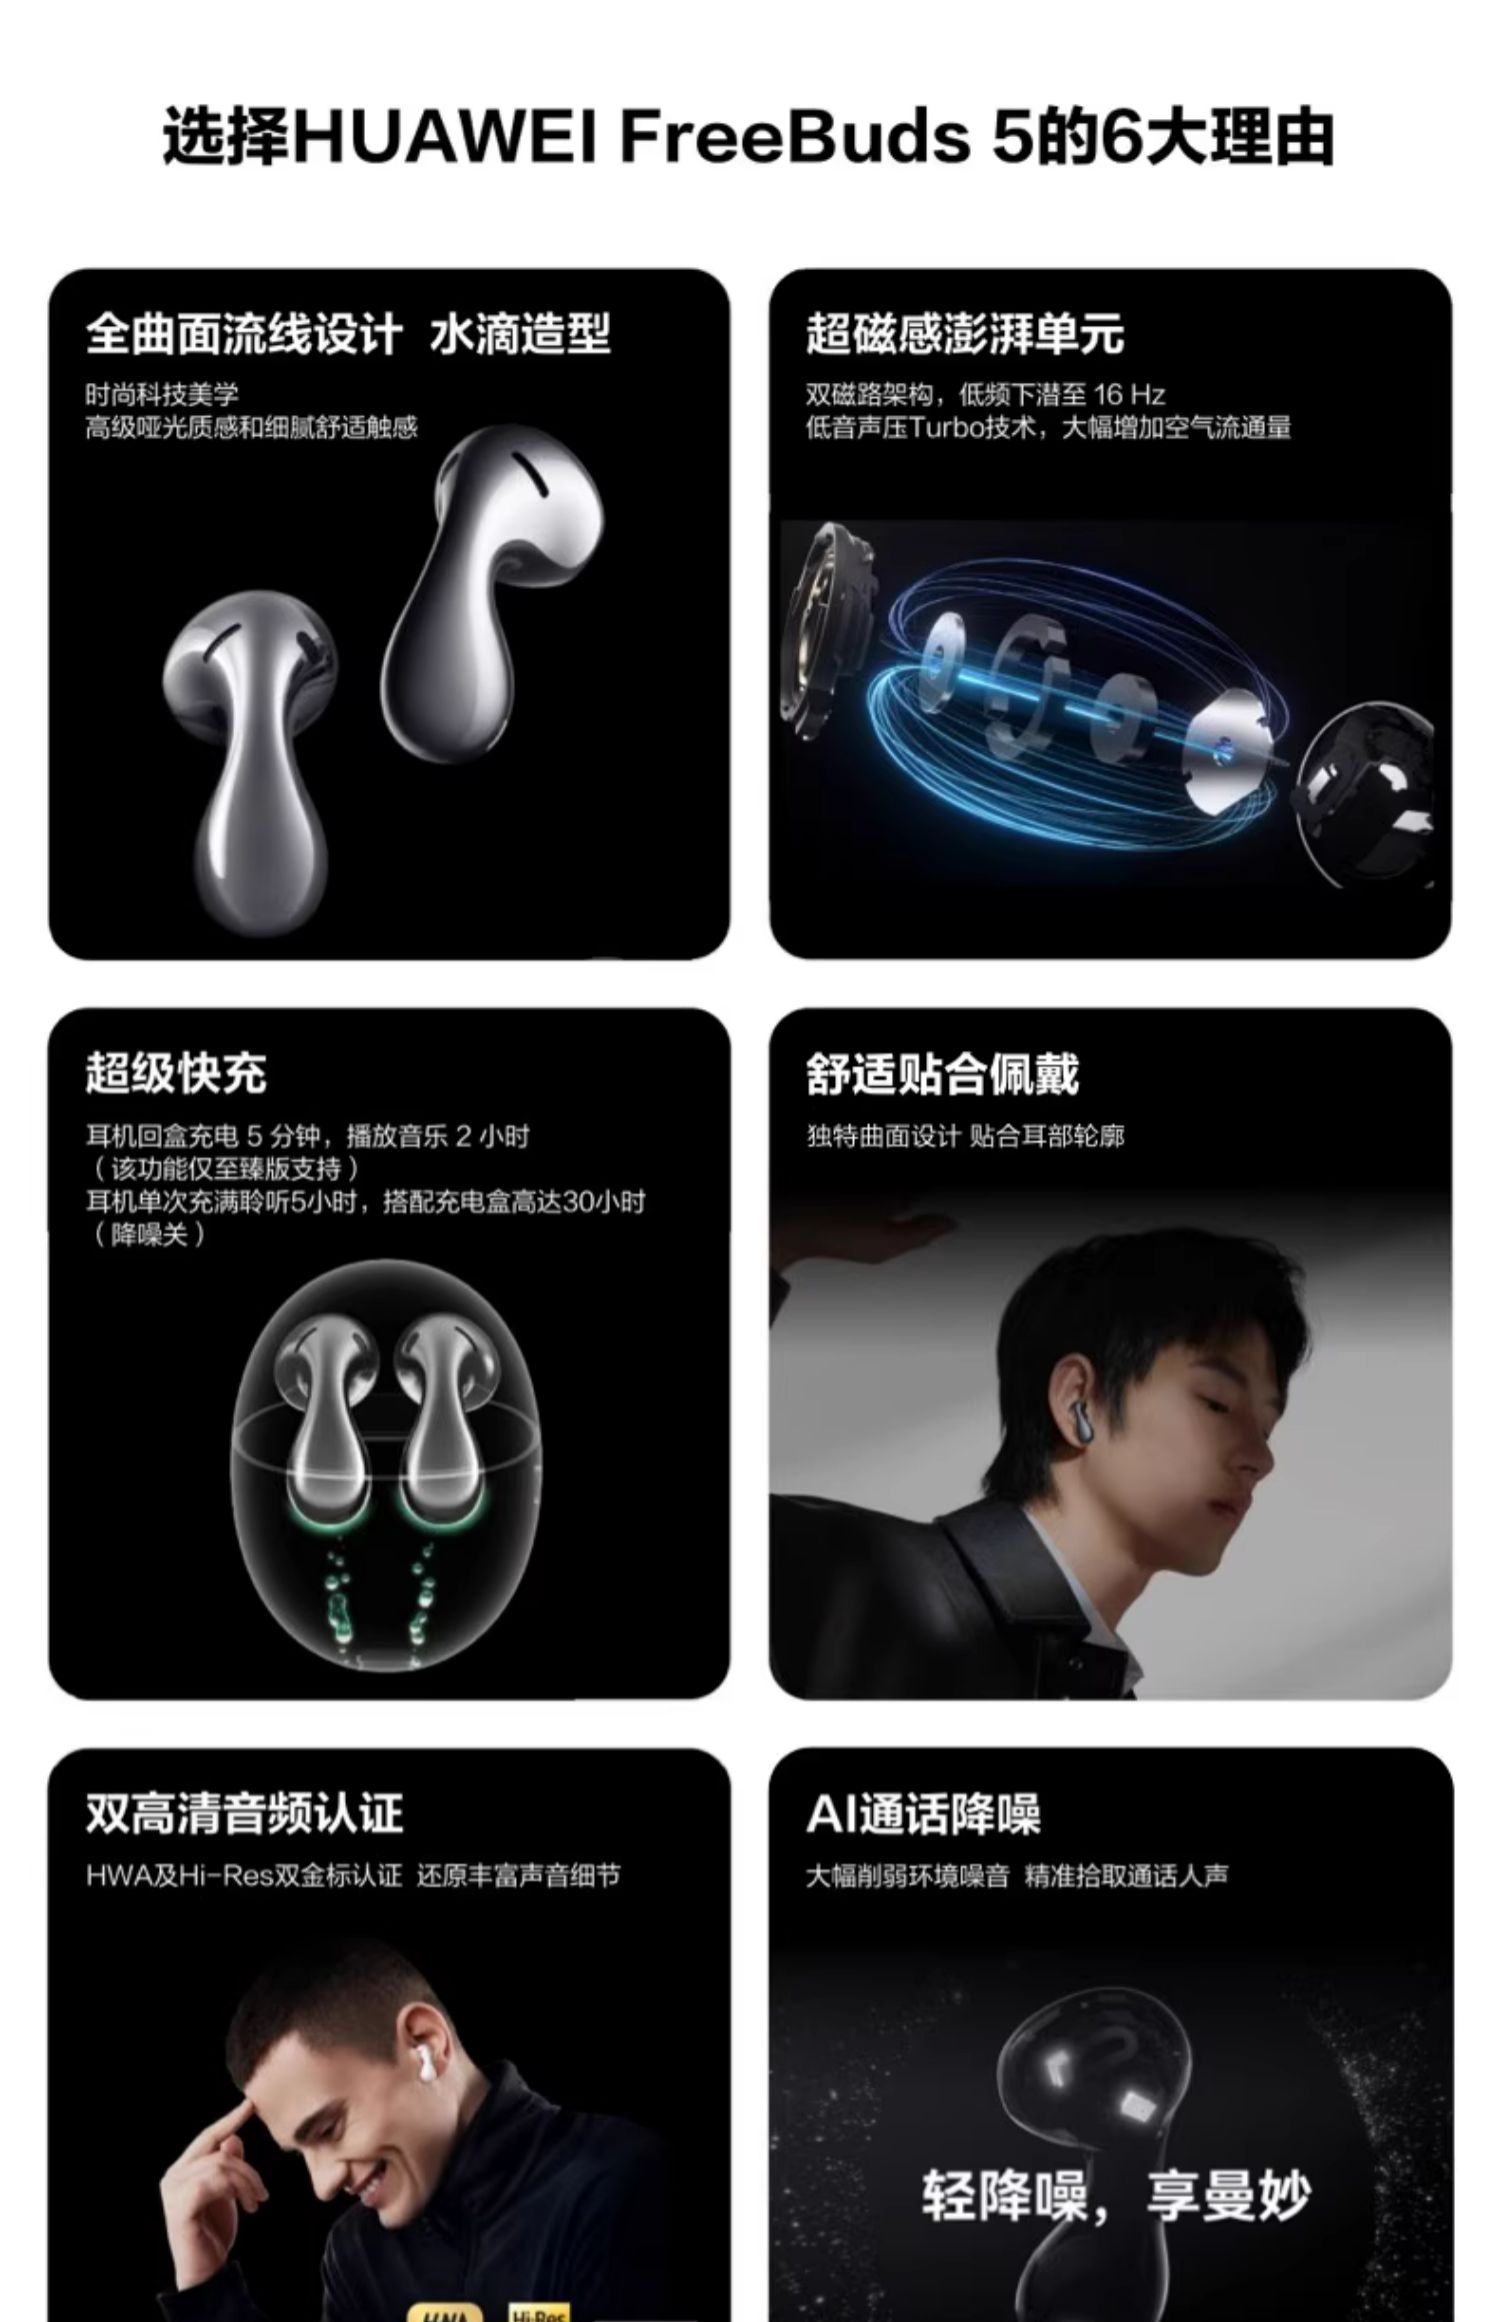 选择HUAWEI FreeBuds 5的6大理由
全曲面流线设计 水滴造型
时尚科技美学
高级哑光质感和细腻舒适触感
超磁感澎湃单元
双磁路架构，低频下潜至 16 Hz
低音声压Turbo技术，大幅增加空气流通量
超级快充
耳机回盒充电 5 分钟，播放音乐 2 小时
（该功能仅至臻版支持）
耳机单次充满聆听5小时，搭配充电盒高达30小时
（降噪关）
舒适贴合佩戴
独特曲面设计 贴合耳部轮廓
双高清音频认证
HWA及Hi-Res双金标认证 还原丰富声音细节
HWA
Hi-Res
AI通话降噪
大幅削弱环境噪音 精准拾取通话人声
轻降噪，享曼妙